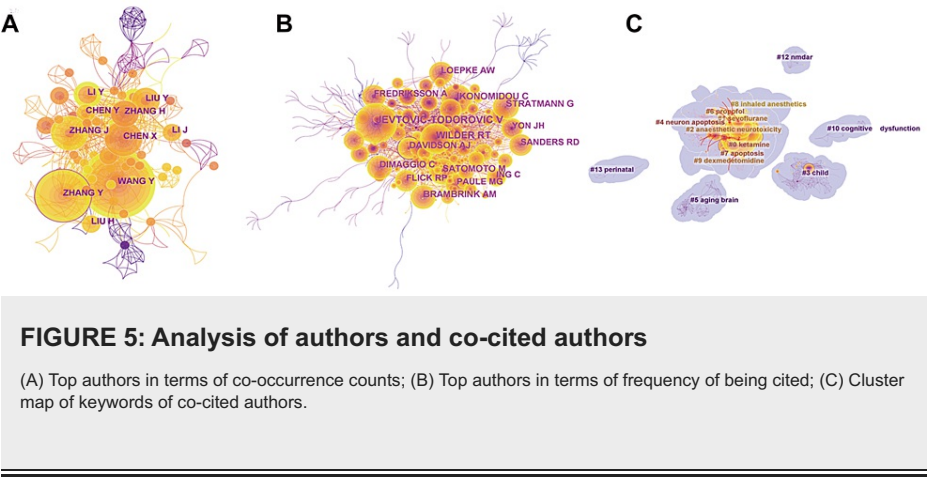 A
B
C
LI Y
LIU Y
CHEN Y
ZHANG H
ZHANG J
CHEN X
LI J
WANG Y
ZHANG Y
LIU H
LOEPKE AW
FREDRIKSSON A
IKONOMIDOU C
STRATMANN G
JEVTOVIC-TODOROVIC V
YON JH
WILDER RT
SANDERS RD
DAVIDSON AJ
DIMAGGIO C
SATOMOTO M
ING C
FLICK RP
PAULE MG
BRAMBRINK AM
#12 nmdar
#8 inhaled anesthetics
#6 propofol
#1 sevoflurane
#4 neuron apoptosis
#2 anaesthetic neurotoxicity
#10 cognitive dysfunction
ketamine
#7 apoptosis
#9 dexmedetomidine
#13 perinatal
#3 child
#5 aging brain
FIGURE 5: Analysis of authors and co-cited authors
(A) Top authors in terms of co-occurrence counts; (B) Top authors in terms of frequency of being cited; (C) Cluster
map of keywords of co-cited authors.